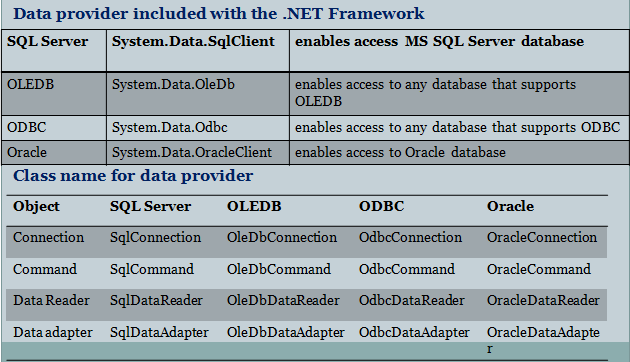 Data provider included with the .NET Framework
SQL Server System.Data.SqlClient enables access MS SQL Server database
OLEDB System.Data.OleDb enables access to any database that supports
OLEDB
ODBC System.Data.Odbc enables access to any database that supports ODBC
Oracle System.Data.OracleClient enables access to Oracle database
Class name for data provider
Object SQL Server OLEDB ODBC Oracle
Connection SqlConnection OleDbConnection OdbcConnection OracleConnection
Command SqlCommand OleDbCommand OdbcCommand OracleCommand
Data Reader SqlDataReader OleDbDataReader OdbcDataReader OracleDataReader
Data adapter SqlDataAdapter OleDbDataAdapter OdbcDataAdapter OracleDataAdapte
r